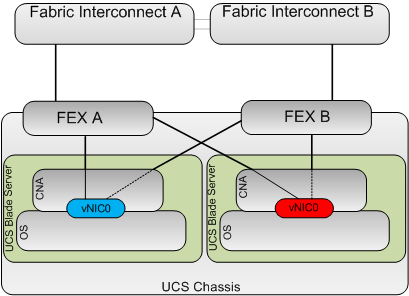 Fabric Interconnect A
Fabric Interconnect B
FEX A
FEX B
UCS Blade Server
CNA
vNIC0
OS
UCS Blade Server
CNA
vNIC0
OS
UCS Chassis